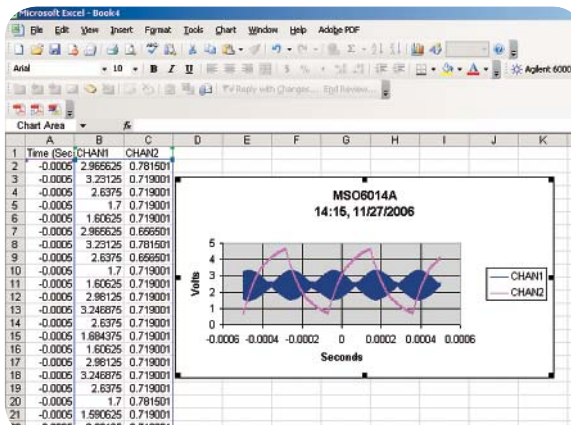 Microsoft Excel - Book4
File Edit View Insert Format Tools Chart Window Help Adobe PDF
Arial 10 B I U $ % Agilent 6000
Reply with Changes... End Review...
Chart Area fx
A B C D E F G H I J K
1 Time (Sec CHAN1 CHAN2
2 -0.0005 2.965625 0.781501
3 -0.0005 3.23125 0.719001
4 -0.0005 2.6375 0.719001
5 -0.0005 1.7 0.719001
6 -0.0005 1.60625 0.719001
7 -0.0005 2.965625 0.656501
8 -0.0005 3.23125 0.781501
9 -0.0005 2.6375 0.656501
10 -0.0005 1.7 0.719001
11 -0.0005 1.60625 0.719001
12 -0.0005 2.98125 0.719001
13 -0.0005 3.246875 0.719001
14 -0.0005 2.6375 0.719001
15 -0.0005 1.684375 0.719001
16 -0.0005 1.60625 0.719001
17 -0.0005 2.98125 0.719001
18 -0.0005 3.246875 0.719001
19 -0.0005 2.6375 0.719001
20 -0.0005 1.7 0.781501
21 -0.0005 1.590625 0.719001
MSO6014A
14:15, 11/27/2006
Volts
5
4
3
2
1
0
-0.0006 -0.0004 -0.0002 0 0.0002 0.0004 0.0006
Seconds
CHAN1
CHAN2